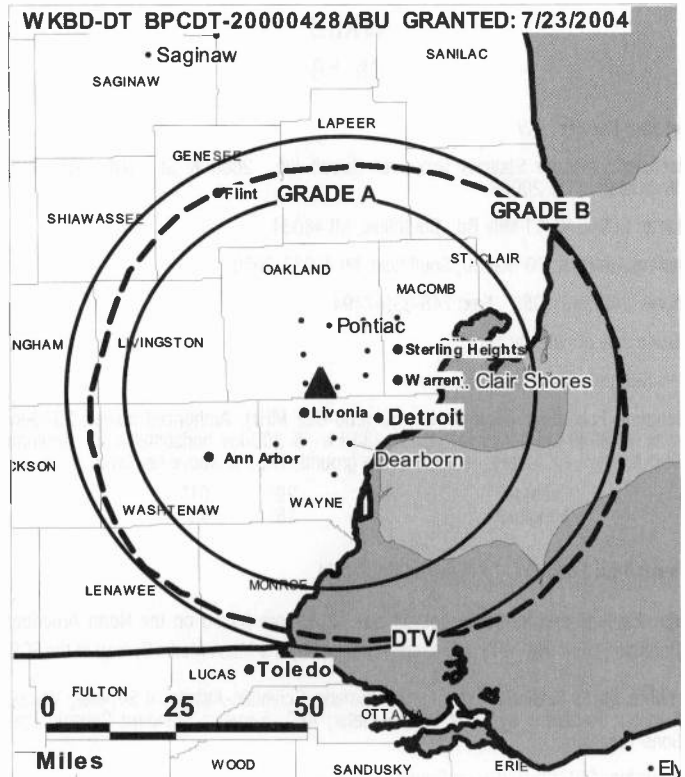 WKBD-DT BPCDT-20000428ABU GRANTED: 7/23/2004
Saginaw
SANILAC
SAGINAW
LAPEER
GENESEE
Flint
GRADE A
GRADE B
SHIAWASSEE
ST. CLAIR
OAKLAND
MACOMB
Pontiac
NGHAM
LIVINGSTON
Sterling Heights
Warren
. Clair Shores
Livonia
Detroit
Ann Arbor
Dearborn
CKSON
WAYNE
WASHTENAW
MONROE
LENAWEE
DTV
LUCAS
Toledo
FULTON
0 25 50
OTTAWA
Miles
WOOD
SANDUSKY
ERIE
Ely